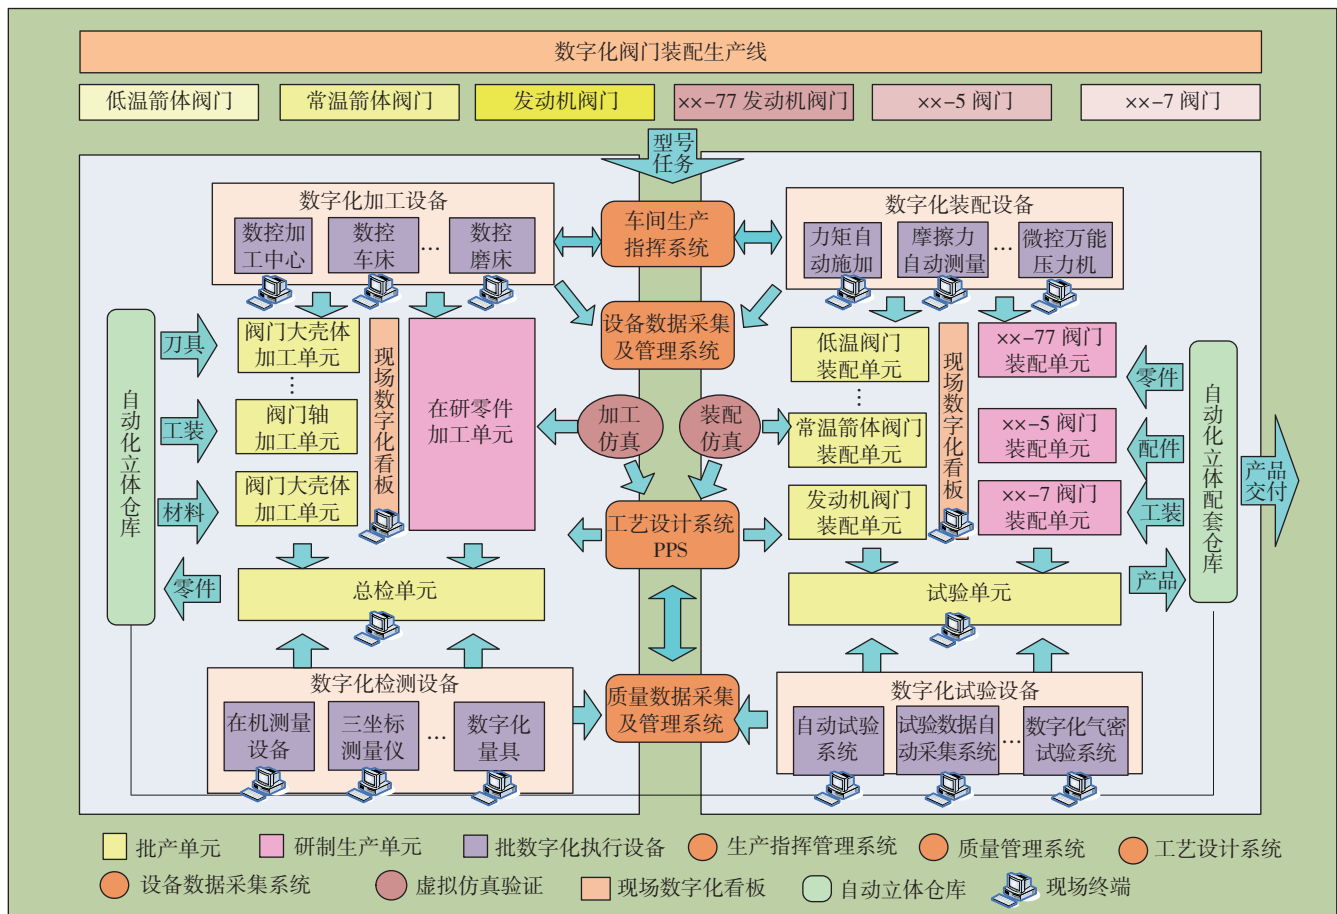 数字化阀门装配生产线
低温箭体阀门
常温箭体阀门
发动机阀门
××-77 发动机阀门
××-5 阀门
××-7 阀门
型号
任务
数字化加工设备
数控加
工中心
数控
车床
…
数控
磨床
车间生产
指挥系统
数字化装配设备
力矩自
动施加
摩擦力
自动测量
…
微控万能
压力机
设备数据采集
及管理系统
自动化立体仓库
刀具
工装
材料
零件
阀门大壳体
加工单元
…
阀门轴
加工单元
阀门大壳体
加工单元
现场数字化看板
在研零件
加工单元
加工
仿真
装配
仿真
低温阀门
装配单元
…
常温箭体阀门
装配单元
发动机阀门
装配单元
现场数字化看板
××-77 阀门
装配单元
××-5 阀门
装配单元
××-7 阀门
装配单元
零件
配件
工装
产品
自动化立体配套仓库
产品
交付
工艺设计系统
PPS
总检单元
试验单元
数字化检测设备
在机测量
设备
三坐标
测量仪
…
数字化
量具
质量数据采集
及管理系统
数字化试验设备
自动试验
系统
试验数据自
动采集系统
…
数字化气密
试验系统
批产单元
研制生产单元
批数字化执行设备
生产指挥管理系统
质量管理系统
工艺设计系统
设备数据采集系统
虚拟仿真验证
现场数字化看板
自动立体仓库
现场终端